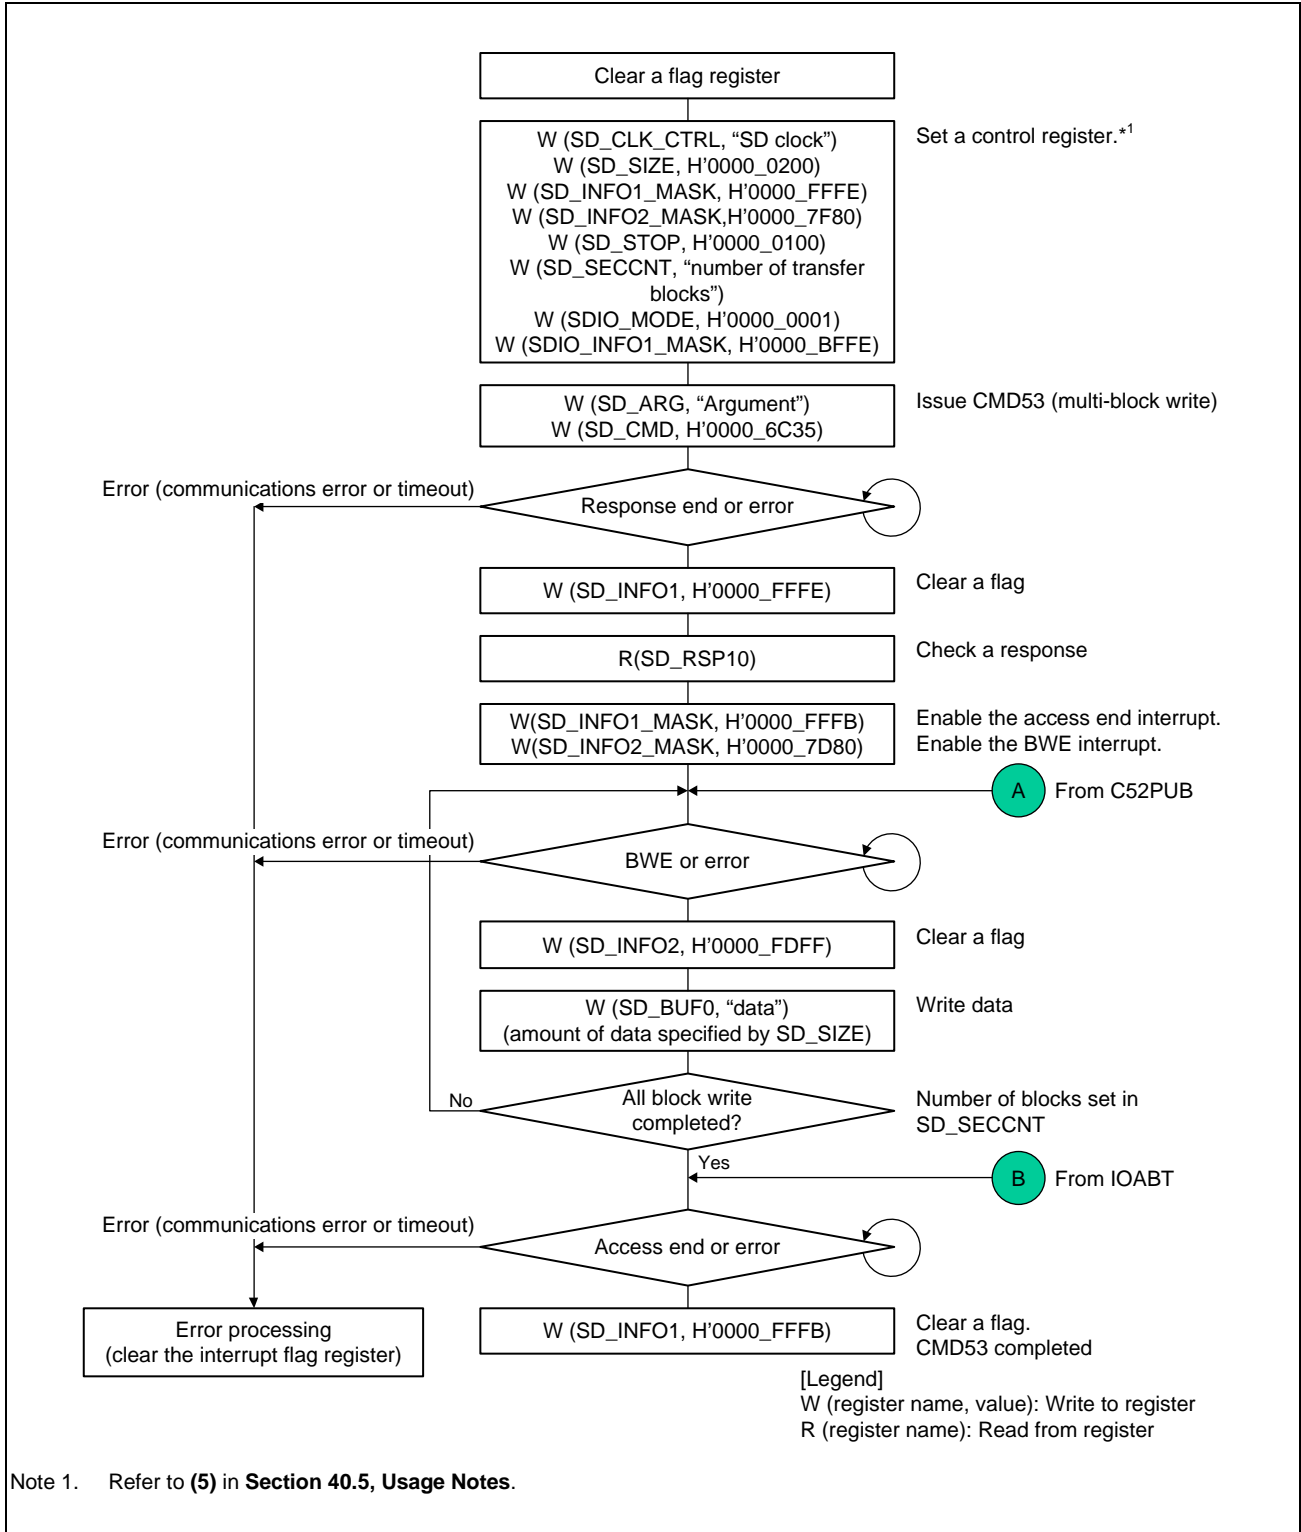 Clear a flag register
W (SD_CLK_CTRL, “SD clock”)
W (SD_SIZE, H’0000_0200)
W (SD_INFO1_MASK, H’0000_FFFE)
W (SD_INFO2_MASK,H’0000_7F80)
W (SD_STOP, H’0000_0100)
W (SD_SECCNT, “number of transfer
blocks”)
W (SDIO_MODE, H’0000_0001)
W (SDIO_INFO1_MASK, H’0000_BFFE)
Set a control register.*1
W (SD_ARG, “Argument”)
W (SD_CMD, H’0000_6C35)
Issue CMD53 (multi-block write)
Error (communications error or timeout)
Response end or error
W (SD_INFO1, H’0000_FFFE)
Clear a flag
R(SD_RSP10)
Check a response
W(SD_INFO1_MASK, H’0000_FFFB)
W(SD_INFO2_MASK, H’0000_7D80)
Enable the access end interrupt.
Enable the BWE interrupt.
A From C52PUB
Error (communications error or timeout)
BWE or error
W (SD_INFO2, H’0000_FDFF)
Clear a flag
W (SD_BUF0, “data”)
(amount of data specified by SD_SIZE)
Write data
No
All block write
completed?
Number of blocks set in
SD_SECCNT
Yes
B From IOABT
Error (communications error or timeout)
Access end or error
Error processing
(clear the interrupt flag register)
W (SD_INFO1, H’0000_FFFB)
Clear a flag.
CMD53 completed
[Legend]
W (register name, value): Write to register
R (register name): Read from register
Note 1. Refer to (5) in Section 40.5, Usage Notes.